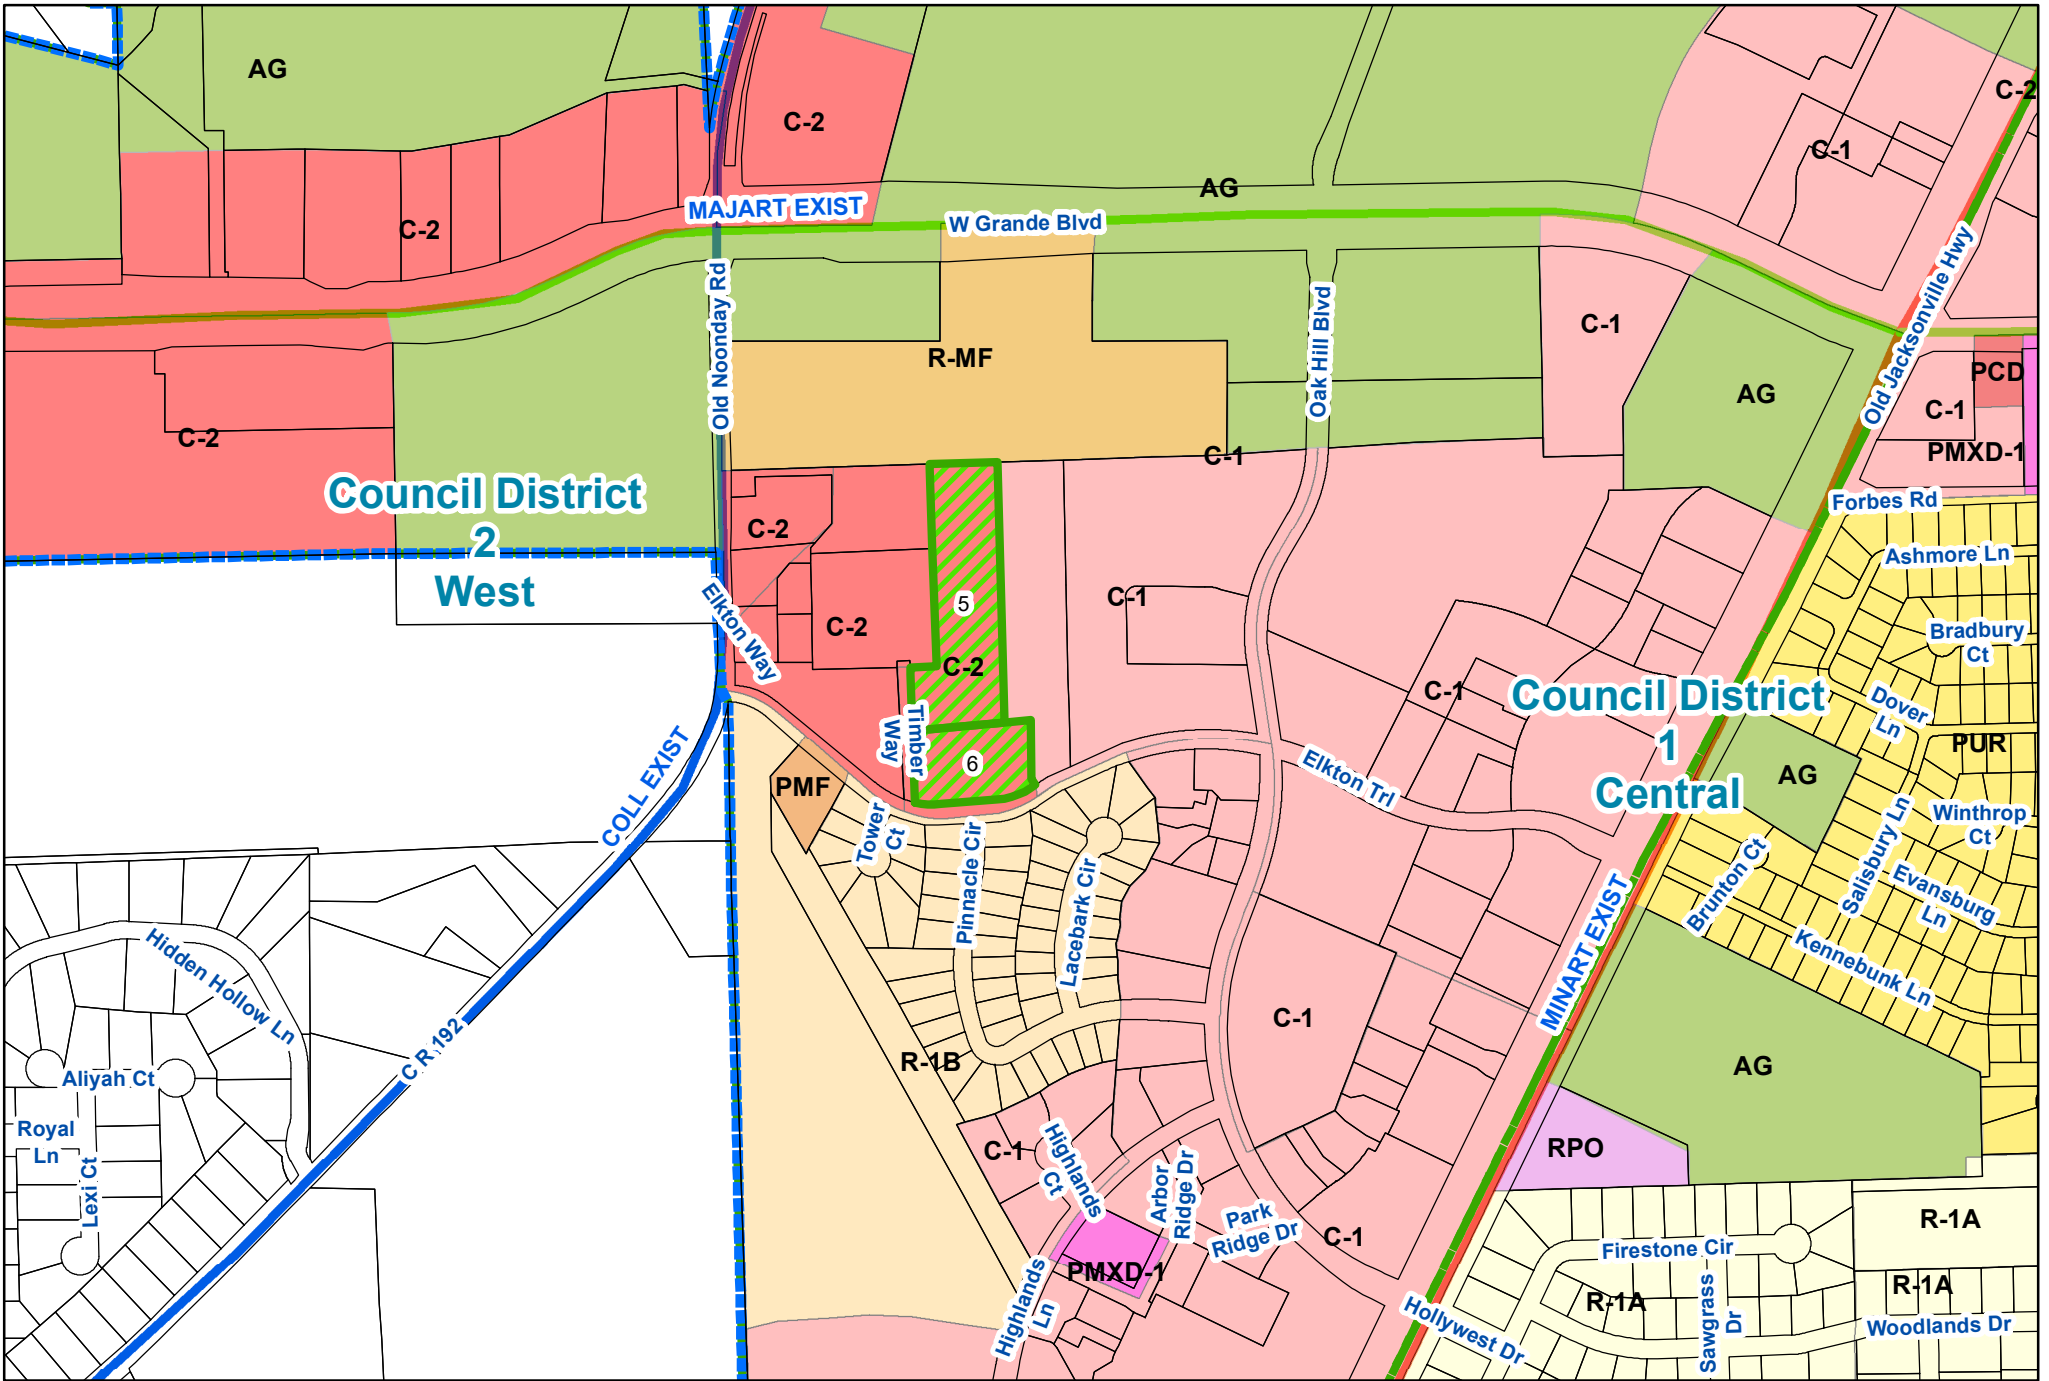 AG
C-2
C-2
C-1
C-2
AG
MAJART EXIST
W Grande Blvd
C-2
Old Noonday Rd
Oak Hill Blvd
Old Jacksonville Hwy
C-1
R-MF
AG
PCD
C-1
PMXD-1
C-2
C-1
Council District
2
West
Forbes Rd
C-2
Ashmore Ln
Elkton Way
5
C-1
C-2
Bradbury
Ct
C-2
C-1
Council District
1
Central
Dover
Ln
PUR
Timber
Way
6
Elkton Trl
AG
PMF
COLL EXIST
Tower
Ct
Pinnacle Cir
Lacebark Cir
Winthrop
Ct
Salisbury Ln
Brunton Ct
Evansburg
Ln
MINART EXIST
Kennebunk Ln
Hidden Hollow Ln
C R 192
C-1
R-1B
AG
Aliyah Ct
Royal
Ln
Lexi Ct
C-1
Highlands
Ct
Arbor
Ridge Dr
Park
Ridge Dr
C-1
RPO
PMXD-1
Highlands
Ln
R-1A
Firestone Cir
R-1A
R-1A
Sawgrass
Dr
Hollywest Dr
Woodlands Dr